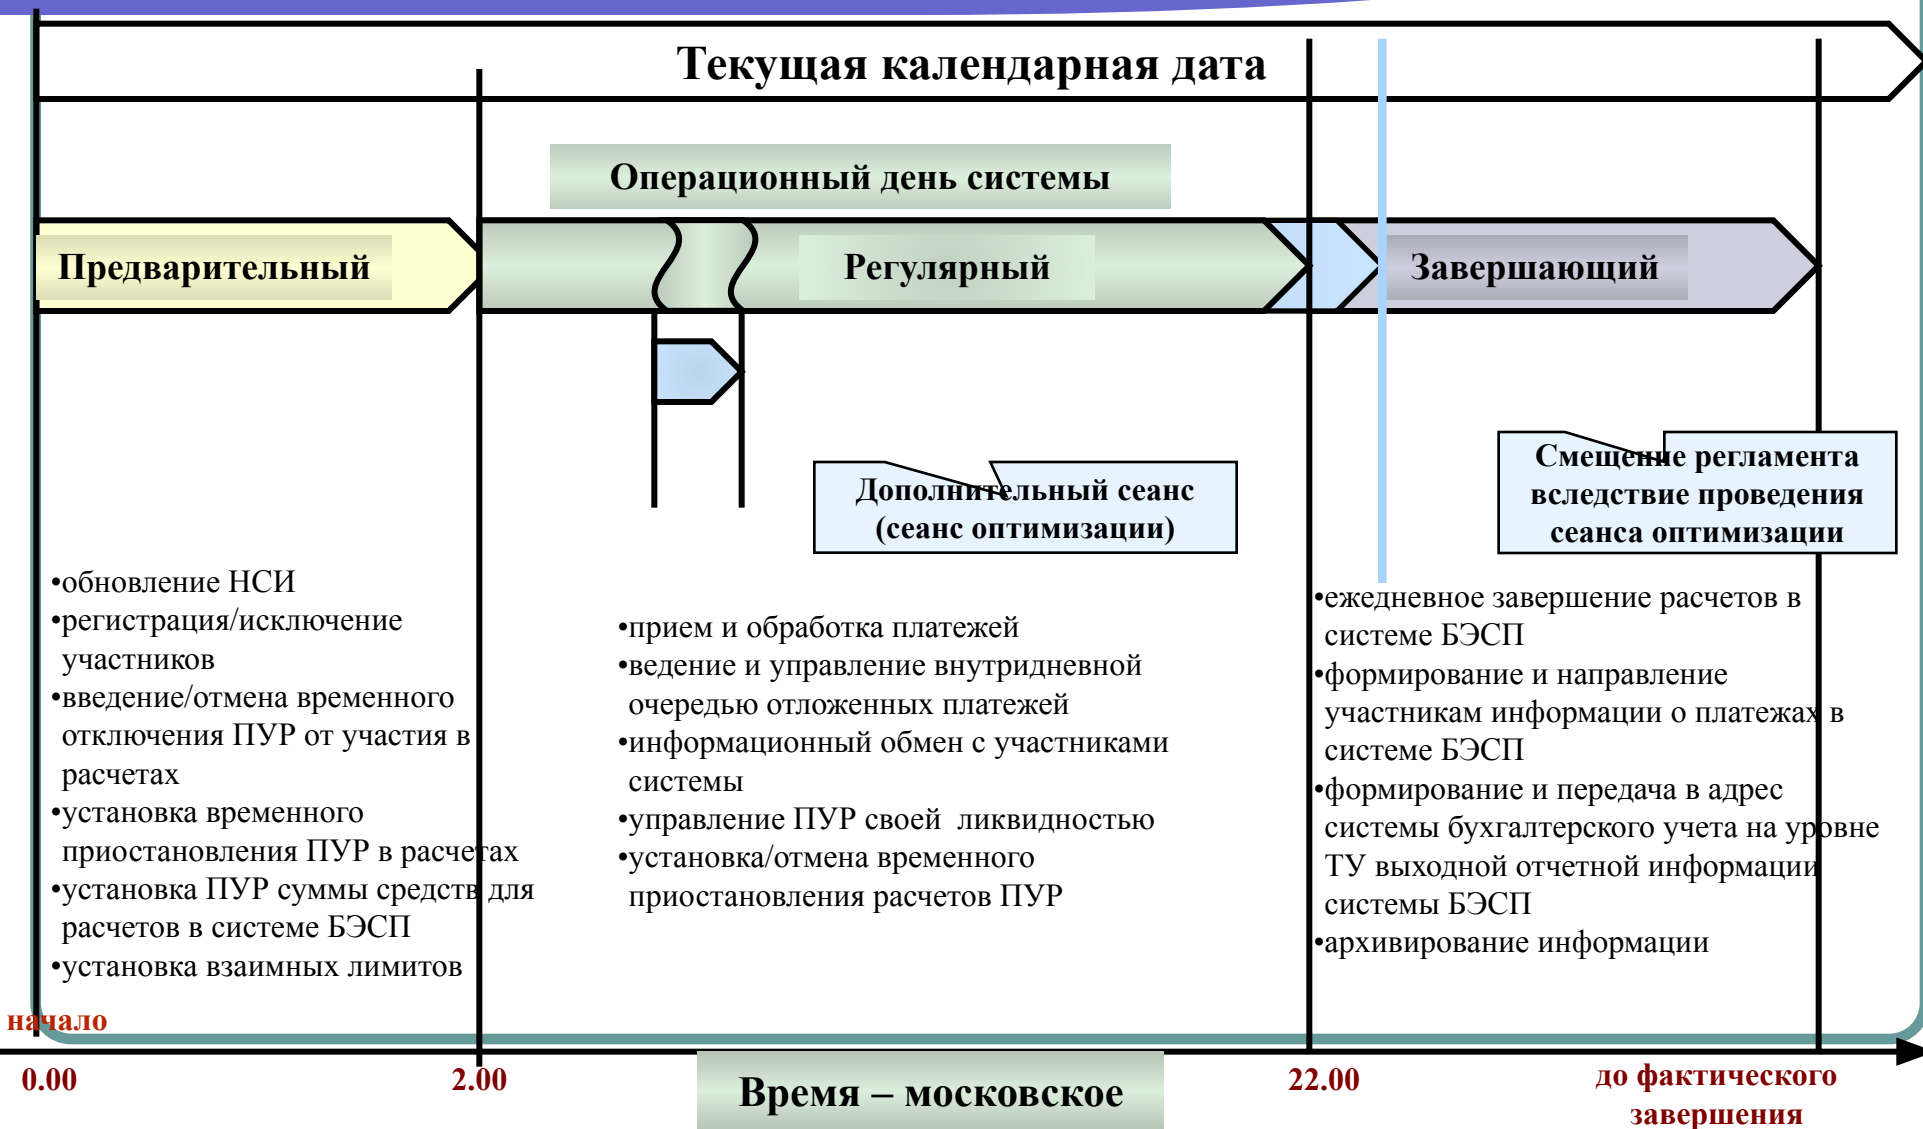 Текущая календарная дата
Операционный день системы
Предварительный
Регулярный
Завершающий
Дополнительный сеанс
(сеанс оптимизации)
Смещение регламента
вследствие проведения
сеанса оптимизации
•обновление НСИ
•регистрация/исключение
участников
•введение/отмена временного
отключения ПУР от участия в
расчетах
•установка временного
приостановления ПУР в расчетах
•установка ПУР суммы средств для
расчетов в системе БЭСП
•установка взаимных лимитов
•прием и обработка платежей
•ведение и управление внутридневной
очередью отложенных платежей
•информационный обмен с участниками
системы
•управление ПУР своей  ликвидностью
•установка/отмена временного
приостановления расчетов ПУР
•ежедневное завершение расчетов в
системе БЭСП
•формирование и направление
участникам информации о платежах в
системе БЭСП
•формирование и передача в адрес
системы бухгалтерского учета на уровне
ТУ выходной отчетной информации
системы БЭСП
•архивирование информации
начало
0.00
2.00
Время – московское
22.00
до фактического
завершения